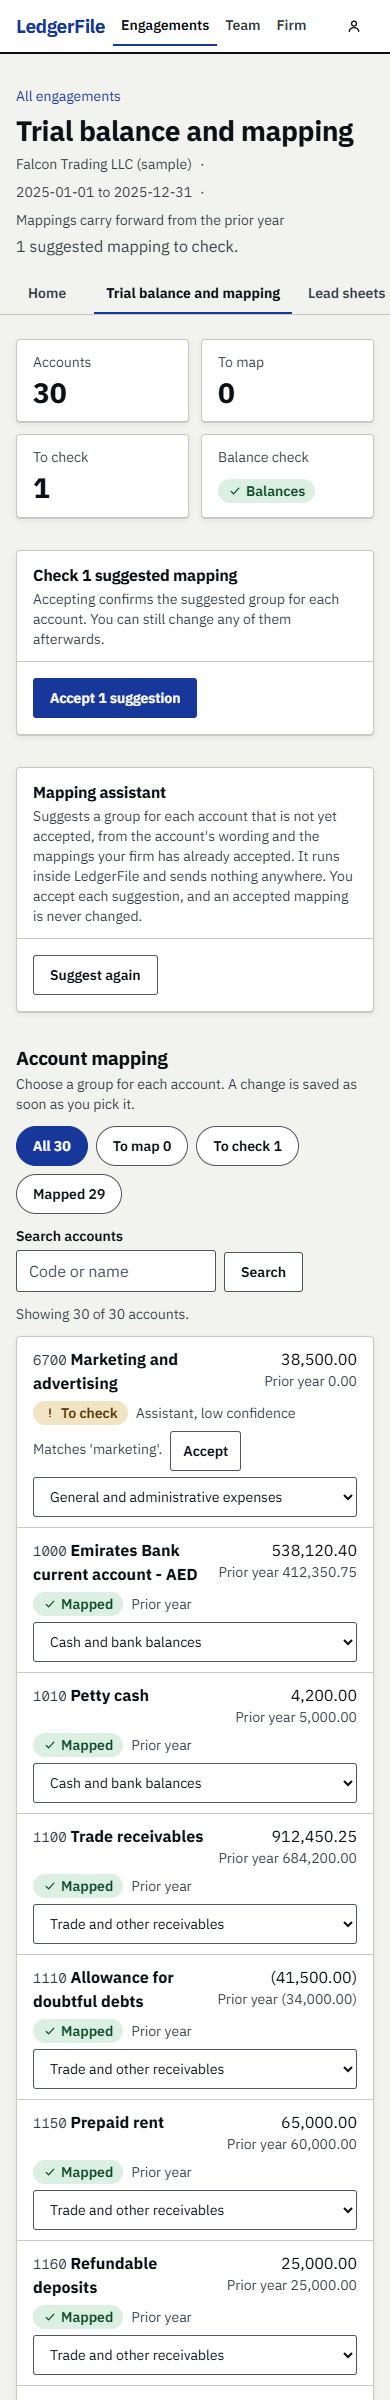 LedgerFile Engagements Team Firm
All engagements
Trial balance and mapping
Falcon Trading LLC (sample) ·
2025-01-01 to 2025-12-31 ·
Mappings carry forward from the prior year
1 suggested mapping to check.
Home Trial balance and mapping Lead sheets
Accounts To map
30 0
To check Balance check
1 ✓ Balances
Check 1 suggested mapping
Accepting confirms the suggested group for each
account. You can still change any of them
afterwards.
Accept 1 suggestion
Mapping assistant
Suggests a group for each account that is not yet
accepted, from the account's wording and the
mappings your firm has already accepted. It runs
inside LedgerFile and sends nothing anywhere. You
accept each suggestion, and an accepted mapping
is never changed.
Suggest again
Account mapping
Choose a group for each account. A change is saved as
soon as you pick it.
All 30 To map 0 To check 1
Mapped 29
Search accounts
Code or name Search
Showing 30 of 30 accounts.
6700 Marketing and 38,500.00
advertising Prior year 0.00
! To check Assistant, low confidence
Matches 'marketing'. Accept
General and administrative expenses
1000 Emirates Bank 538,120.40
current account - AED Prior year 412,350.75
✓ Mapped Prior year
Cash and bank balances
1010 Petty cash 4,200.00
Prior year 5,000.00
✓ Mapped Prior year
Cash and bank balances
1100 Trade receivables 912,450.25
Prior year 684,200.00
✓ Mapped Prior year
Trade and other receivables
1110 Allowance for (41,500.00)
doubtful debts Prior year (34,000.00)
✓ Mapped Prior year
Trade and other receivables
1150 Prepaid rent 65,000.00
Prior year 60,000.00
✓ Mapped Prior year
Trade and other receivables
1160 Refundable 25,000.00
deposits Prior year 25,000.00
✓ Mapped Prior year
Trade and other receivables